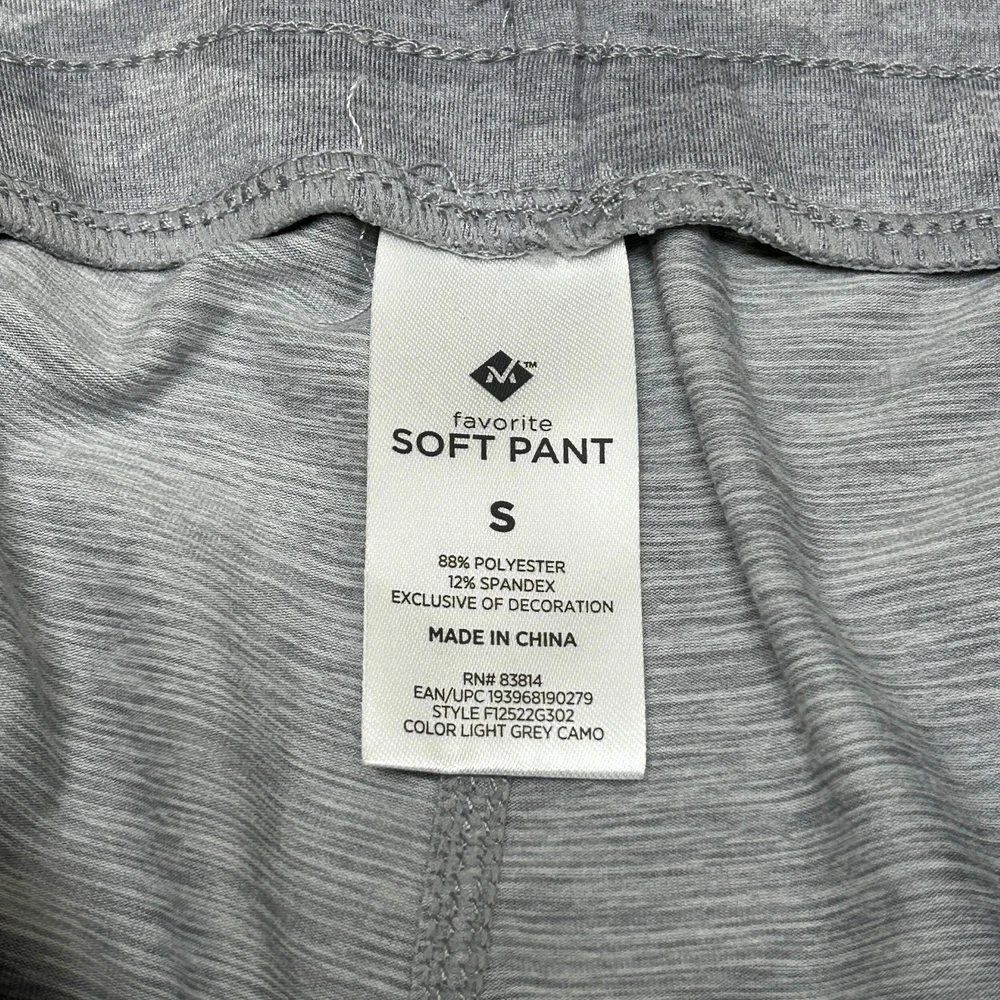 TM
favorite
SOFT PANT
S
88% POLYESTER
12% SPANDEX
EXCLUSIVE OF DECORATION
MADE IN CHINA
RN# 83814
EAN/UPC 193968190279
STYLE F12522G302
COLOR LIGHT GREY CAMO